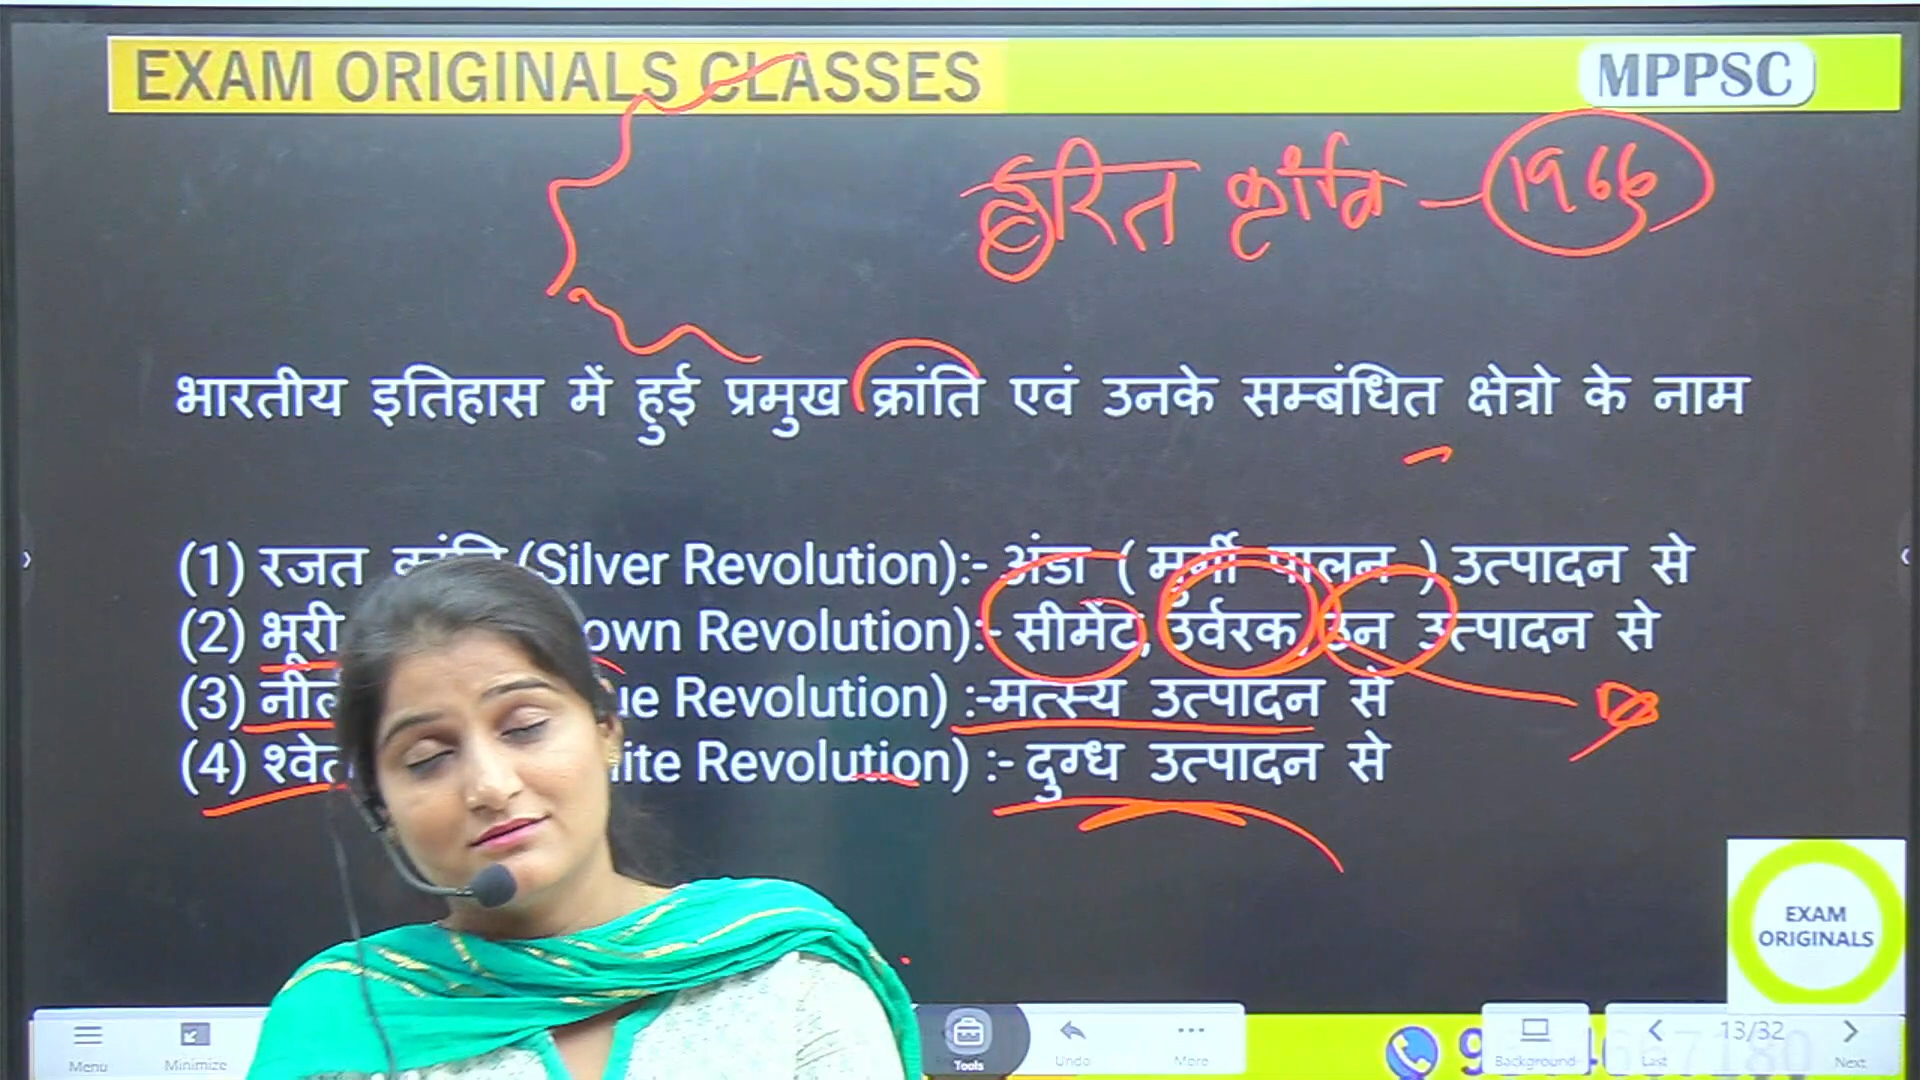 EXAM ORIGINALS CLASSES
MPPSC
हरित क्रांति - 1966
भारतीय इतिहास में हुई प्रमुख क्रांति एवं उनके सम्बंधित क्षेत्रो के नाम
(1) रजत क्रांति (Silver Revolution):- अंडा ( मुर्गी पालन ) उत्पादन से
(2) भूरी own Revolution):- सीमेंट, उर्वरक, उन उत्पादन से
(3) नील ue Revolution) :-मत्स्य उत्पादन से
(4) श्वेत ite Revolution) :- दुग्ध उत्पादन से
EXAM
ORIGINALS
Menu
Minimize
Tools
Undo
More
Background
Last
13/32
Next